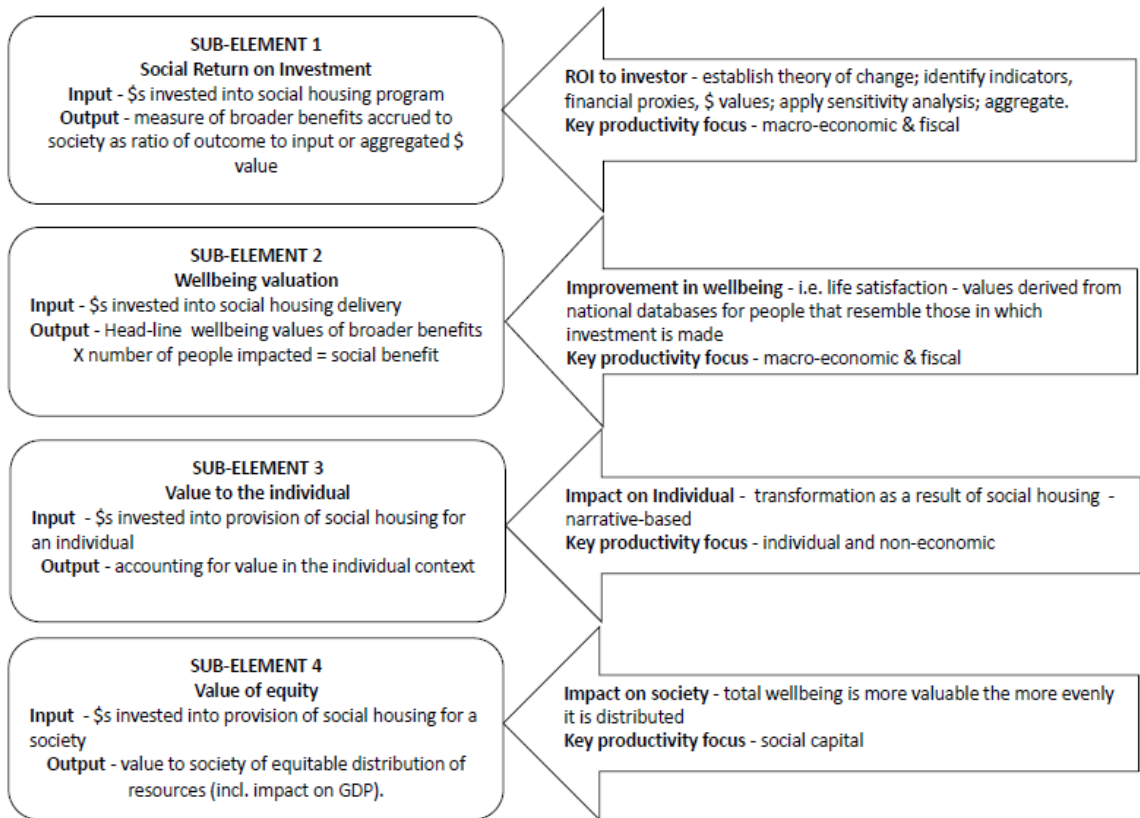 SUB-ELEMENT 1
Social Return on Investment
Input - $s invested into social housing program
Output - measure of broader benefits accrued to
society as ratio of outcome to input or aggregated $
value
ROI to investor - establish theory of change; identify indicators,
financial proxies, $ values; apply sensitivity analysis; aggregate.
Key productivity focus - macro-economic & fiscal
SUB-ELEMENT 2
Wellbeing valuation
Input - $s invested into social housing delivery
Output - Head-line wellbeing values of broader benefits
X number of people impacted = social benefit
Improvement in wellbeing - i.e. life satisfaction - values derived from
national databases for people that resemble those in which
investment is made
Key productivity focus - macro-economic & fiscal
SUB-ELEMENT 3
Value to the individual
Input - $s invested into provision of social housing for
an individual
Output - accounting for value in the individual context
Impact on Individual - transformation as a result of social housing -
narrative-based
Key productivity focus - individual and non-economic
SUB-ELEMENT 4
Value of equity
Input - $s invested into provision of social housing for a
society
Output - value to society of equitable distribution of
resources (incl. impact on GDP).
Impact on society - total wellbeing is more valuable the more evenly
it is distributed
Key productivity focus - social capital